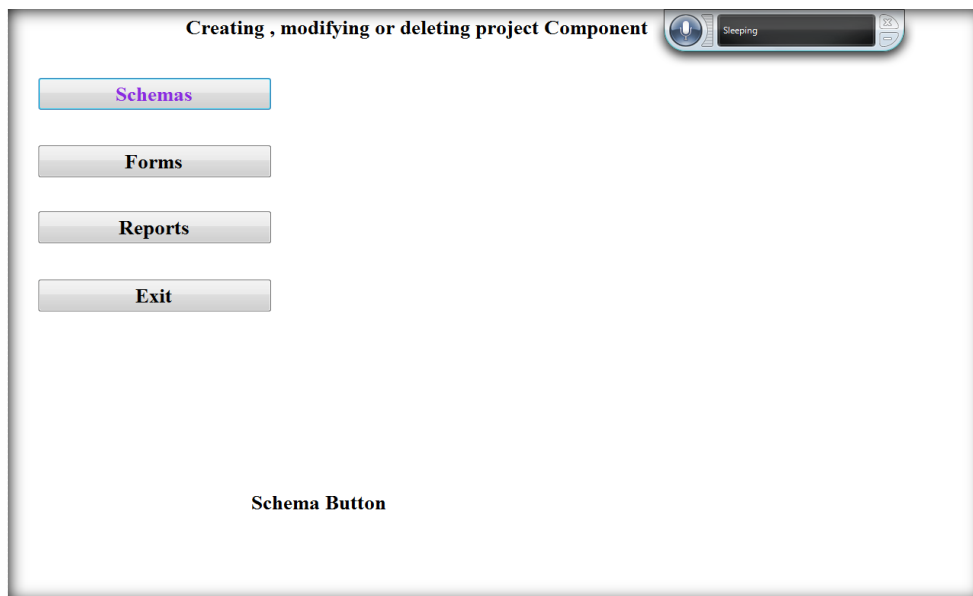 Creating , modifying or deleting project Component
Sleeping
Schemas
Forms
Reports
Exit
Schema Button